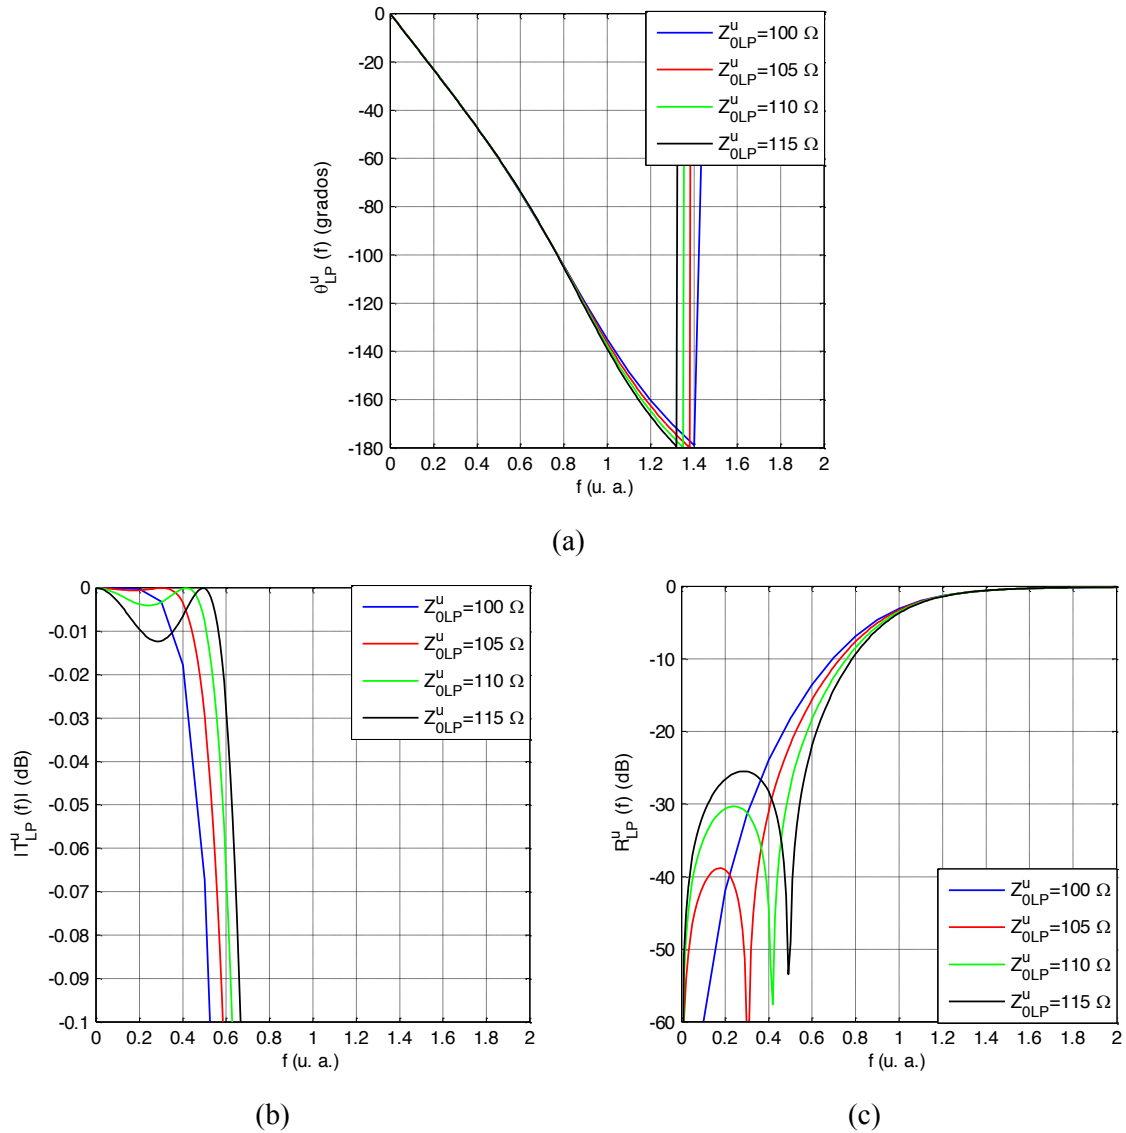 0
-20
-40
-60
-80
-100
-120
-140
-160
-180
0 0.2 0.4 0.6 0.8 1 1.2 1.4 1.6 1.8 2
θ^u_LP (f) (grados)
f (u. a.)
Z^u_0LP=100 Ω
Z^u_0LP=105 Ω
Z^u_0LP=110 Ω
Z^u_0LP=115 Ω
(a)
0
-0.01
-0.02
-0.03
-0.04
-0.05
-0.06
-0.07
-0.08
-0.09
-0.1
0 0.2 0.4 0.6 0.8 1 1.2 1.4 1.6 1.8 2
|T^u_LP (f)| (dB)
f (u. a.)
Z^u_0LP=100 Ω
Z^u_0LP=105 Ω
Z^u_0LP=110 Ω
Z^u_0LP=115 Ω
(b)
0
-10
-20
-30
-40
-50
-60
0 0.2 0.4 0.6 0.8 1 1.2 1.4 1.6 1.8 2
R^u_LP (f) (dB)
f (u. a.)
Z^u_0LP=100 Ω
Z^u_0LP=105 Ω
Z^u_0LP=110 Ω
Z^u_0LP=115 Ω
(c)